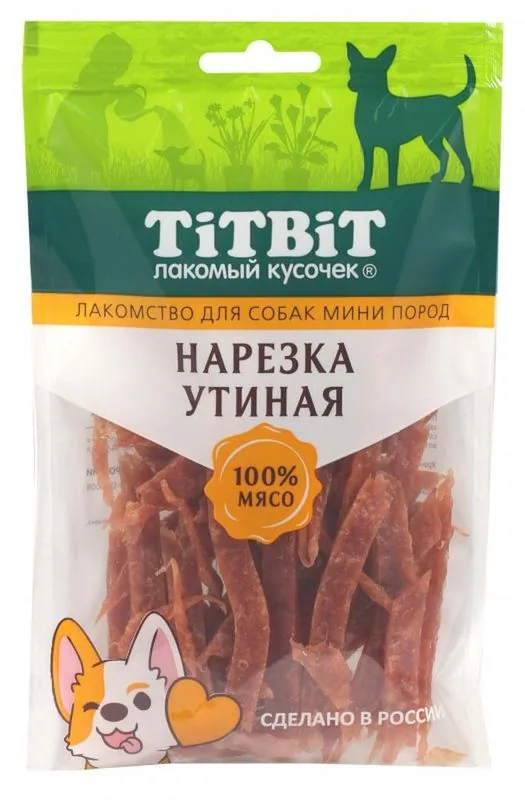 TiTBiT
лакомый кусочек®
ЛАКОМСТВО ДЛЯ СОБАК МИНИ ПОРОД
НАРЕЗКА
УТИНАЯ
100%
МЯСО
СДЕЛАНО В РОССИИ